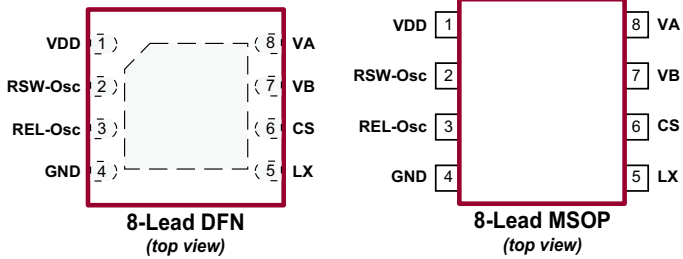 VDD 1 8 VA
RSW-Osc 2 7 VB
REL-Osc 3 6 CS
GND 4 5 LX
8-Lead DFN
(top view)
VDD 1 8 VA
RSW-Osc 2 7 VB
REL-Osc 3 6 CS
GND 4 5 LX
8-Lead MSOP
(top view)